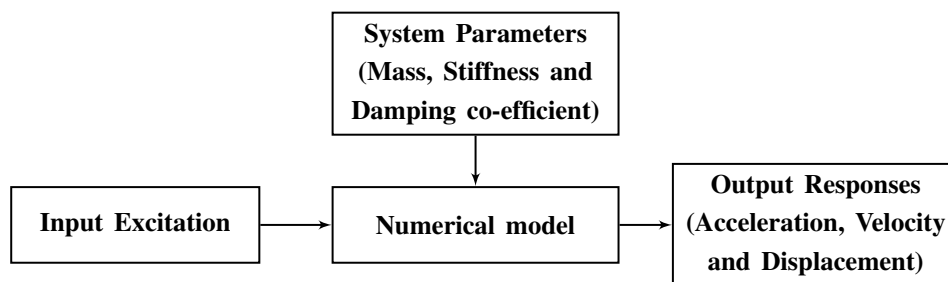 System Parameters
(Mass, Stiffness and
Damping co-efficient)
Input Excitation
Numerical model
Output Responses
(Acceleration, Velocity
and Displacement)